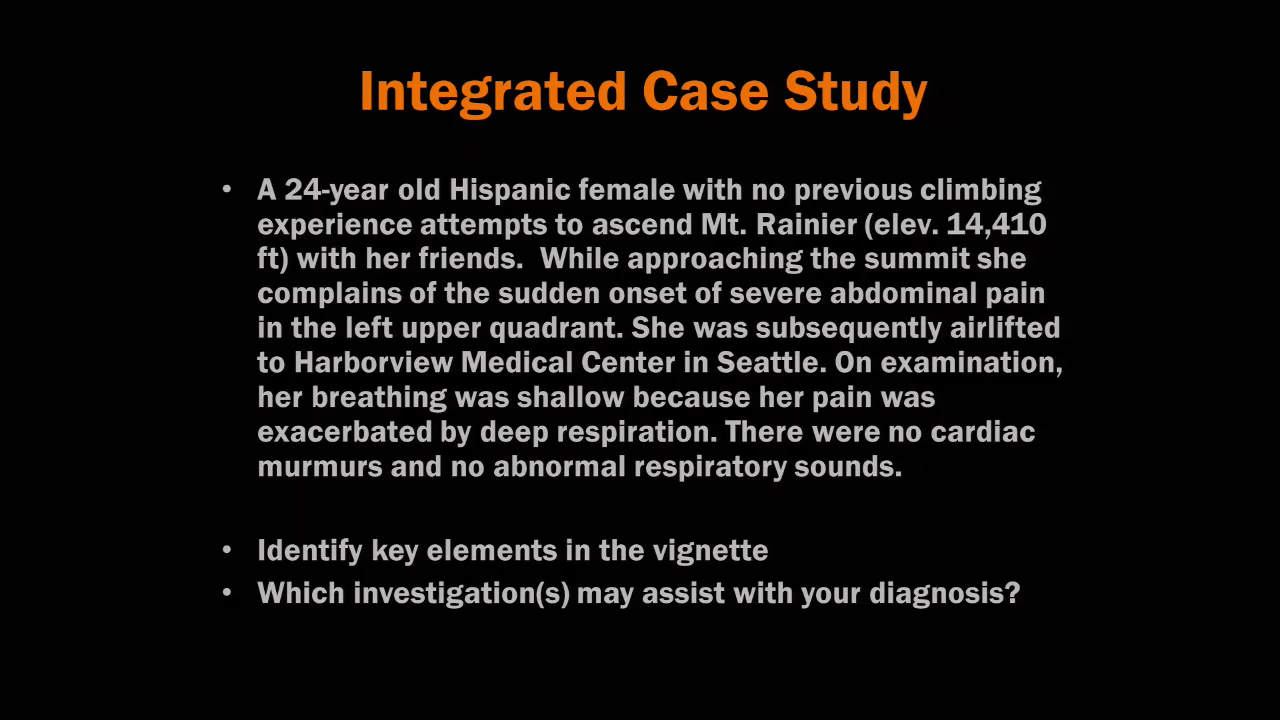 Integrated Case Study
• A 24-year old Hispanic female with no previous climbing
experience attempts to ascend Mt. Rainier (elev. 14,410
ft) with her friends.  While approaching the summit she
complains of the sudden onset of severe abdominal pain
in the left upper quadrant. She was subsequently airlifted
to Harborview Medical Center in Seattle. On examination,
her breathing was shallow because her pain was
exacerbated by deep respiration. There were no cardiac
murmurs and no abnormal respiratory sounds.
• Identify key elements in the vignette
• Which investigation(s) may assist with your diagnosis?